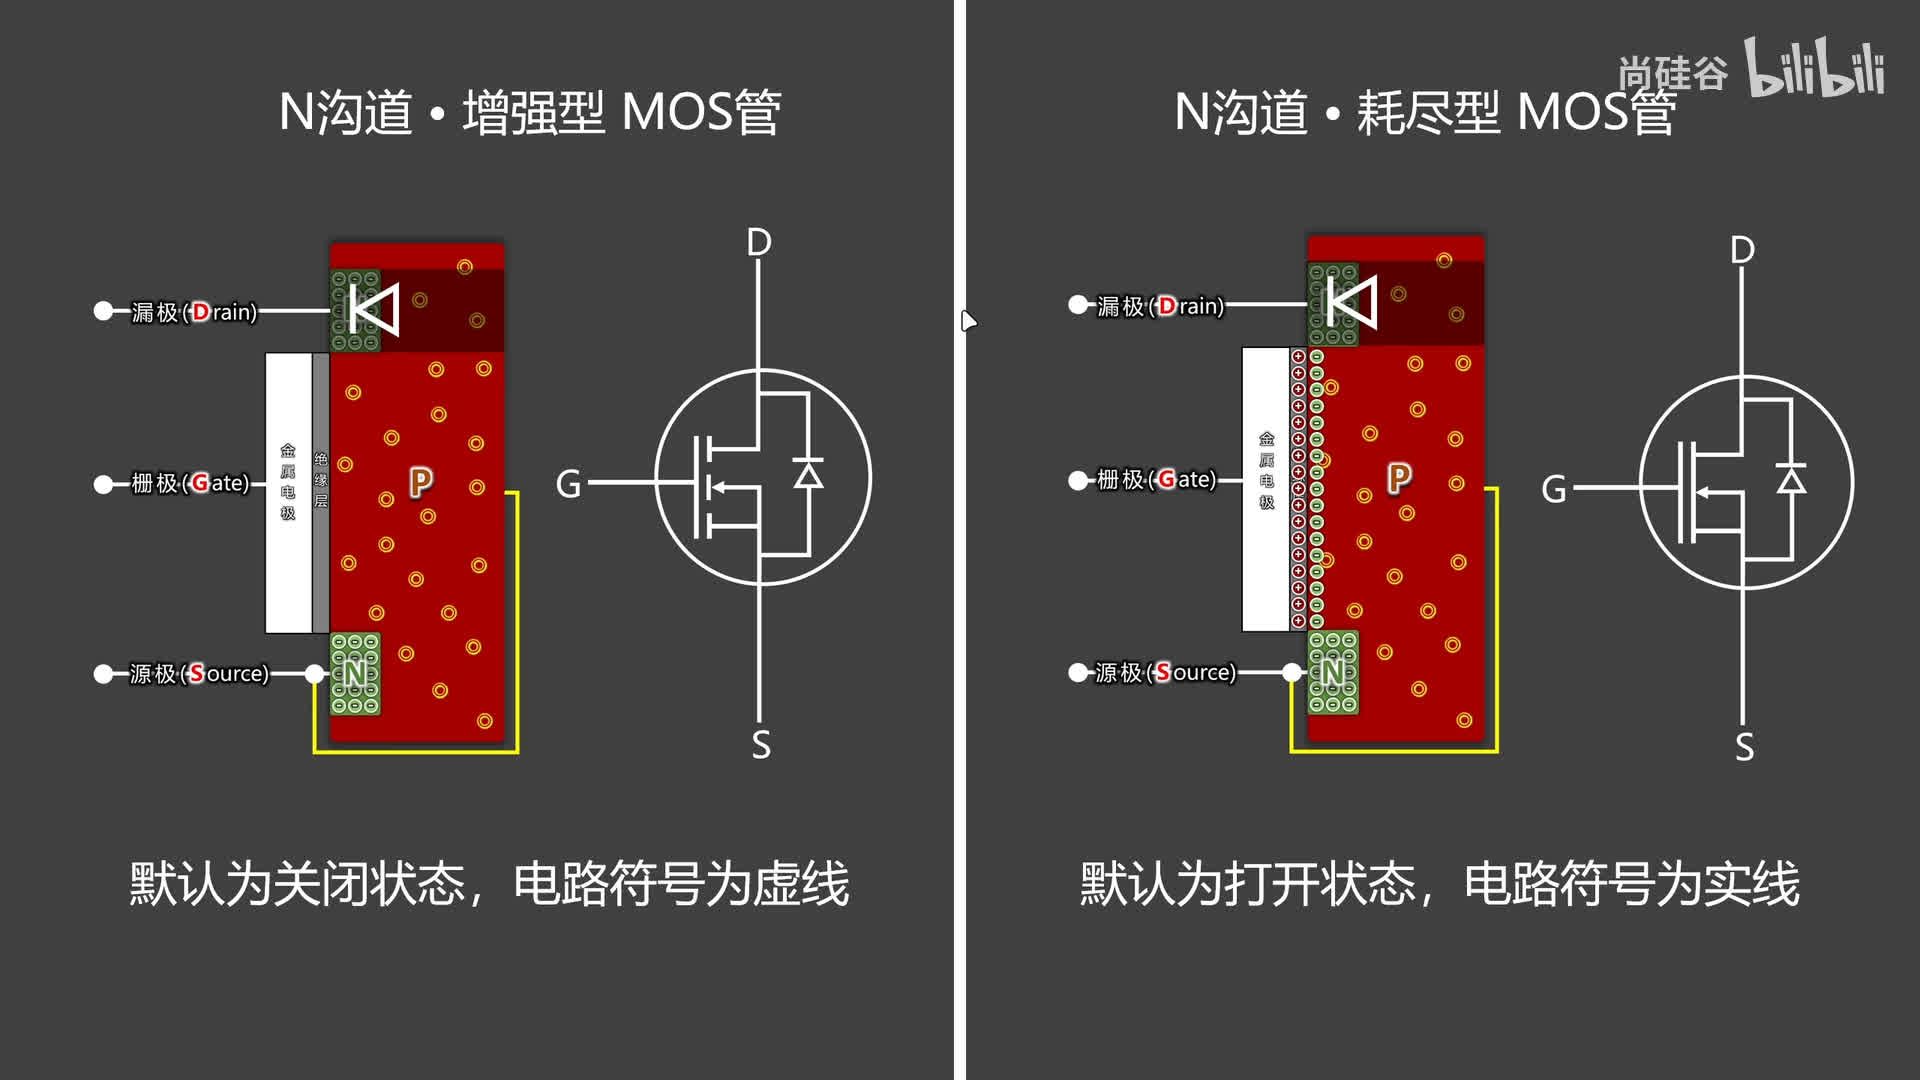 尚硅谷 bilibili
N沟道·增强型 MOS管
D
漏极(Drain)
金属电极
绝缘层
P
栅极(Gate)
G
源极(Source)
N
S
默认为关闭状态，电路符号为虚线
N沟道·耗尽型 MOS管
D
漏极(Drain)
金属电极
P
栅极(Gate)
G
源极(Source)
N
S
默认为打开状态，电路符号为实线